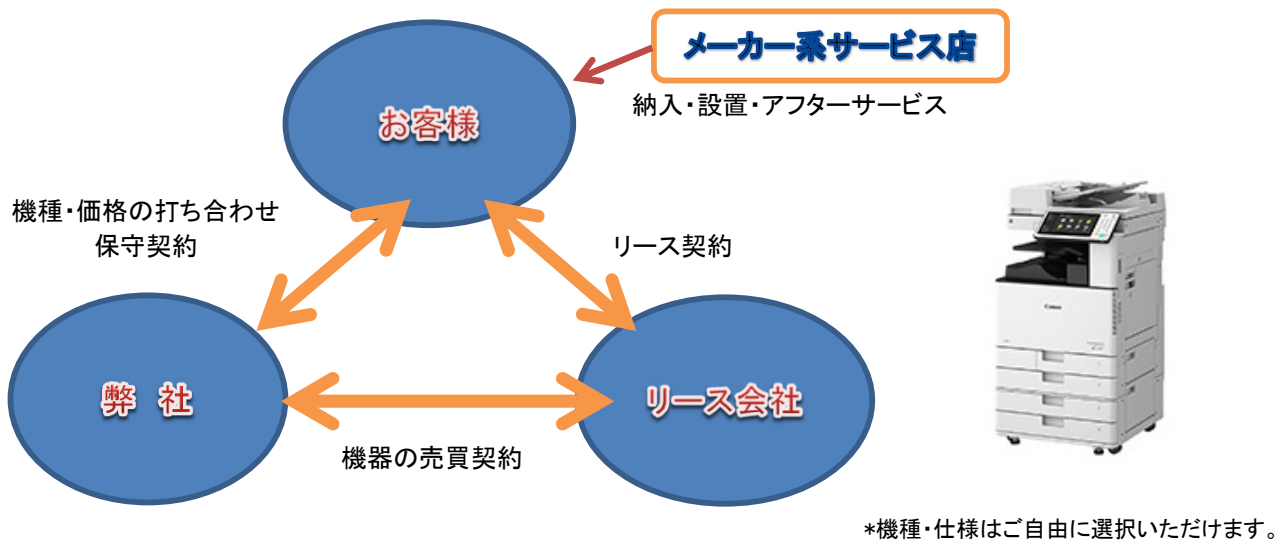 メーカー系サービス店
納入・設置・アフターサービス
お客様
機種・価格の打ち合わせ
保守契約
リース契約
弊 社
リース会社
機器の売買契約
Canon
*機種・仕様はご自由に選択いただけます。